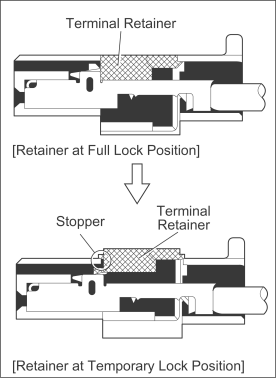 Terminal Retainer
[Retainer at Full Lock Position]
Stopper
Terminal
Retainer
[Retainer at Temporary Lock Position]